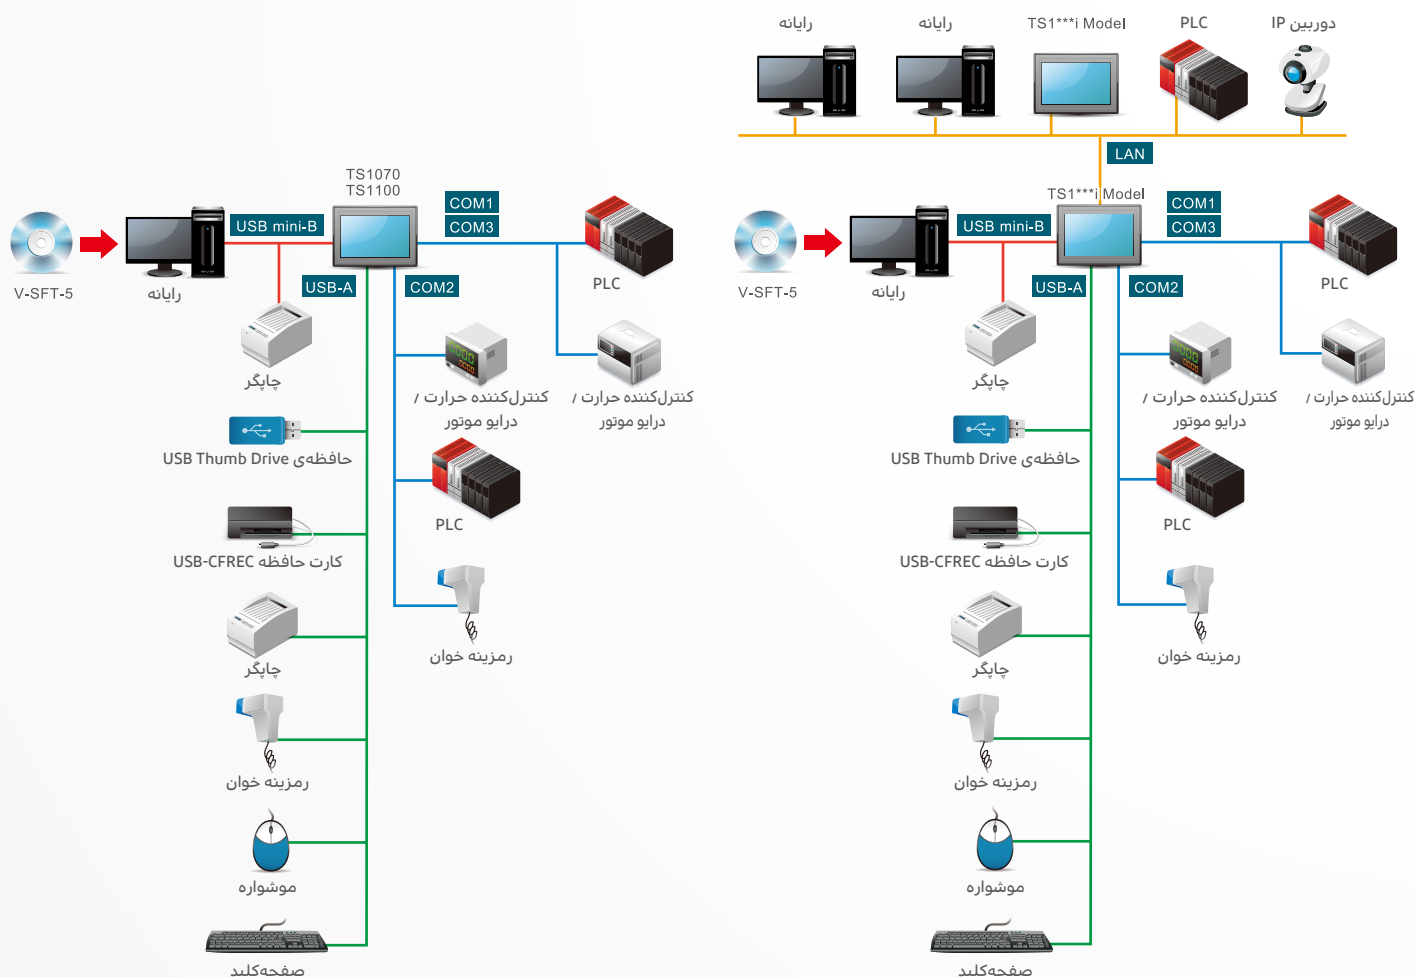 رایانه
رایانه
TS1***i Model
PLC
دوربین IP
LAN
TS1070
TS1100
USB mini-B
COM1
COM3
USB-A
COM2
V-SFT-5
رایانه
PLC
چاپگر
کنترل‌کننده حرارت /
درایو موتور
کنترل‌کننده حرارت /
درایو موتور
حافظه‌ی USB Thumb Drive
PLC
کارت حافظه USB-CFREC
چاپگر
رمزینه خوان
رمزینه خوان
موشواره
صفحه‌کلید
TS1***i Model
USB mini-B
COM1
COM3
USB-A
COM2
V-SFT-5
رایانه
PLC
چاپگر
کنترل‌کننده حرارت /
درایو موتور
کنترل‌کننده حرارت /
درایو موتور
حافظه‌ی USB Thumb Drive
PLC
کارت حافظه USB-CFREC
چاپگر
رمزینه خوان
رمزینه خوان
موشواره
صفحه‌کلید